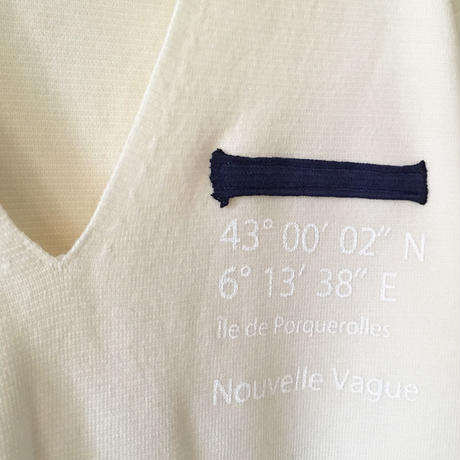 43° 00′ 02″ N
6° 13′ 38″ E
Île de Porquerolles
Nouvelle Vague